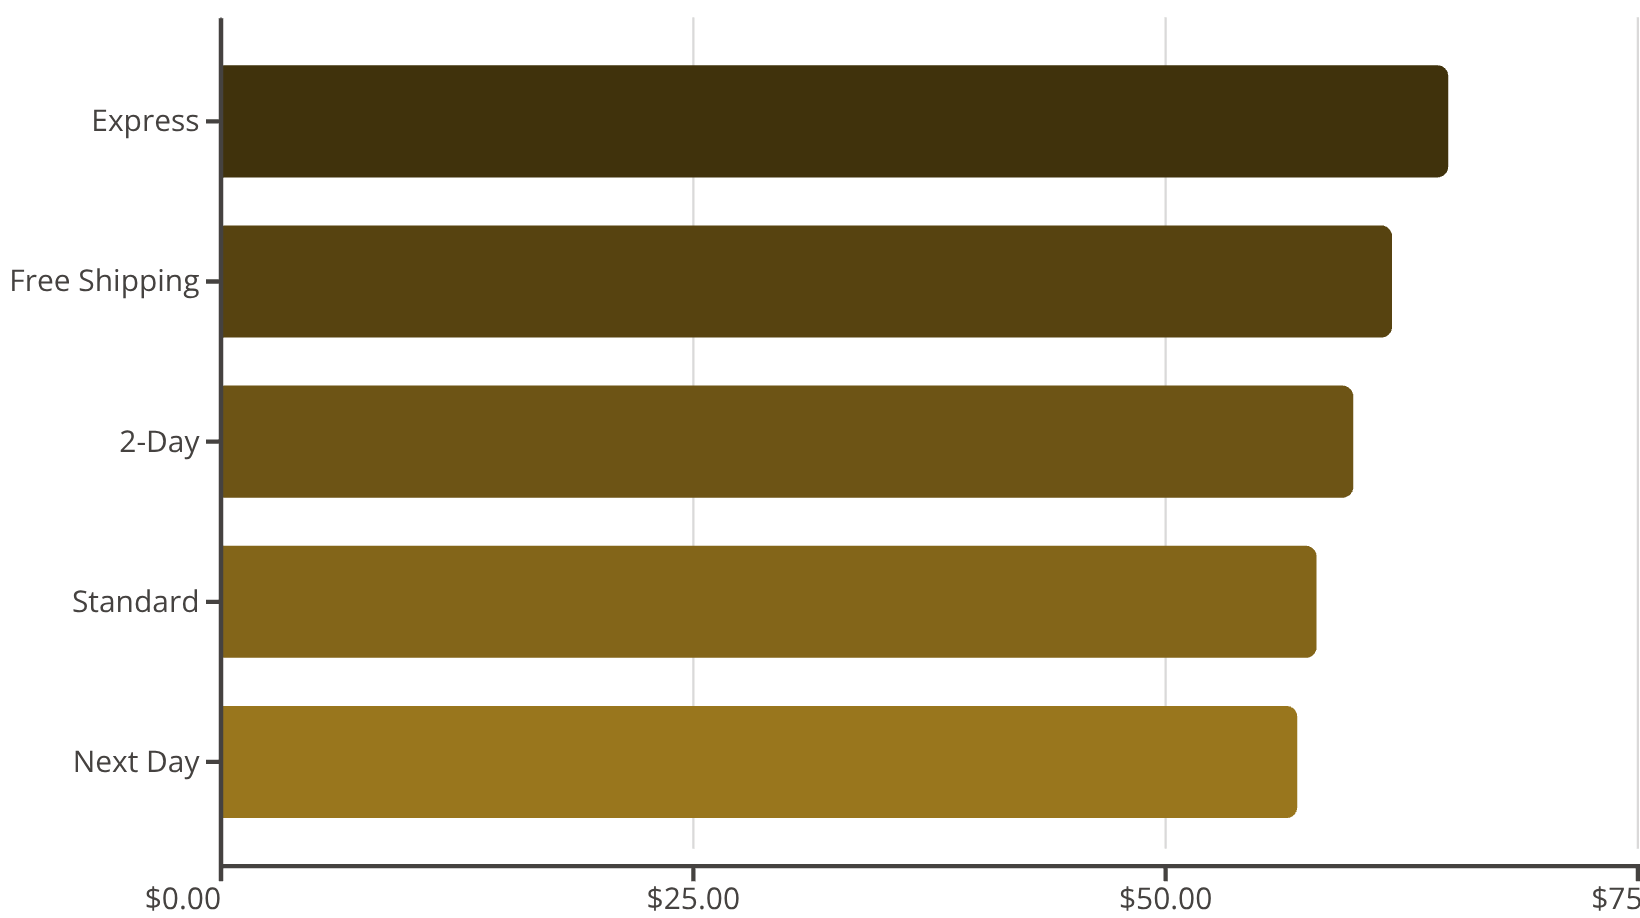 Express
Free Shipping
2-Day
Standard
Next Day
$0.00 $25.00 $50.00 $75